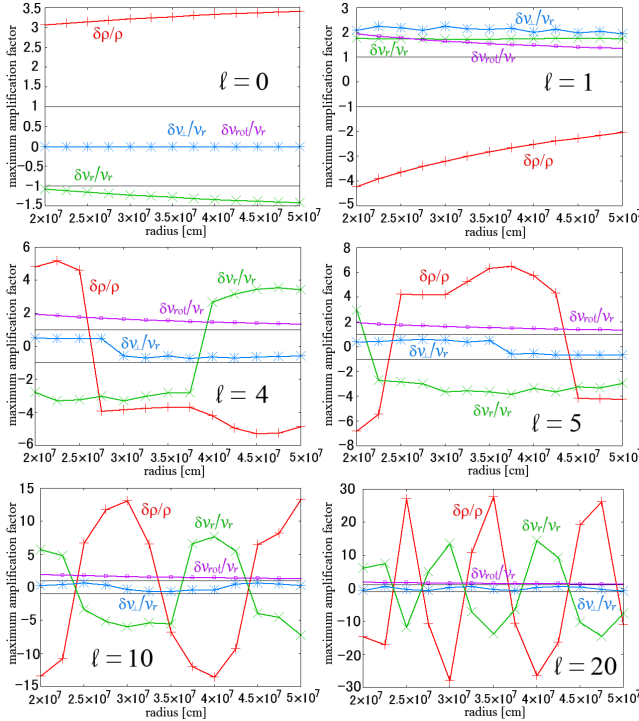 maximum amplification factor
3.5
3
2.5
2
1.5
1
0.5
0
-0.5
-1
-1.5
δρ/ρ
ℓ = 0
δv⊥/vr δvrot/vr
δvr/vr
2×10⁷ 2.5×10⁷ 3×10⁷ 3.5×10⁷ 4×10⁷ 4.5×10⁷ 5×10⁷
radius [cm]
maximum amplification factor
3
2
1
0
-1
-2
-3
-4
-5
δv⊥/vr
δvr/vr δvrot/vr
ℓ = 1
δρ/ρ
2×10⁷ 2.5×10⁷ 3×10⁷ 3.5×10⁷ 4×10⁷ 4.5×10⁷ 5×10⁷
radius [cm]
maximum amplification factor
6
4
2
0
-2
-4
-6
δρ/ρ
δvr/vr
δvrot/vr
δv⊥/vr
ℓ = 4
2×10⁷ 2.5×10⁷ 3×10⁷ 3.5×10⁷ 4×10⁷ 4.5×10⁷ 5×10⁷
radius [cm]
maximum amplification factor
8
6
4
2
0
-2
-4
-6
-8
δρ/ρ
δvrot/vr
δv⊥/vr
δvr/vr
ℓ = 5
2×10⁷ 2.5×10⁷ 3×10⁷ 3.5×10⁷ 4×10⁷ 4.5×10⁷ 5×10⁷
radius [cm]
maximum amplification factor
15
10
5
0
-5
-10
-15
δρ/ρ
δvr/vr
δvrot/vr
δv⊥/vr
ℓ = 10
2×10⁷ 2.5×10⁷ 3×10⁷ 3.5×10⁷ 4×10⁷ 4.5×10⁷ 5×10⁷
radius [cm]
maximum amplification factor
30
20
10
0
-10
-20
-30
δρ/ρ
δvr/vr
δvrot/vr
δv⊥/vr
ℓ = 20
2×10⁷ 2.5×10⁷ 3×10⁷ 3.5×10⁷ 4×10⁷ 4.5×10⁷ 5×10⁷
radius [cm]